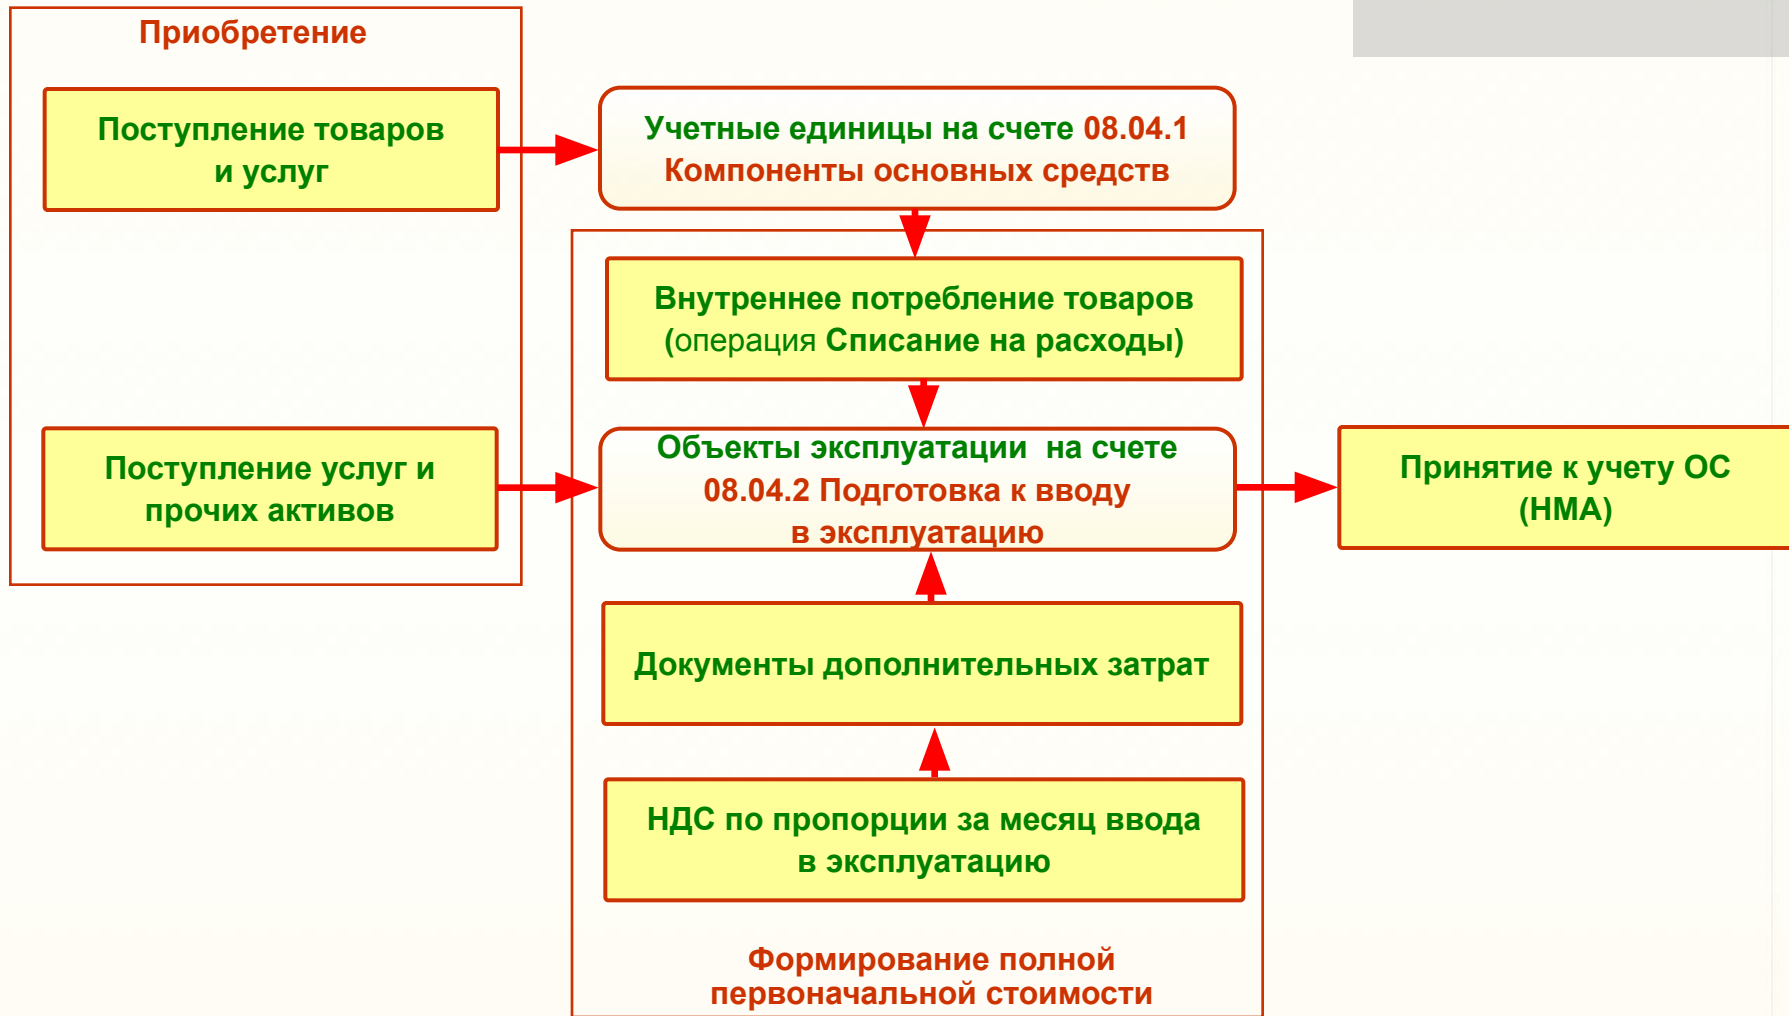 Приобретение
Поступление товаров
и услуг
Учетные единицы на счете 08.04.1
Компоненты основных средств
Внутреннее потребление товаров
(операция Списание на расходы)
Поступление услуг и
прочих активов
Объекты эксплуатации на счете
08.04.2 Подготовка к вводу
в эксплуатацию
Принятие к учету ОС
(НМА)
Документы дополнительных затрат
НДС по пропорции за месяц ввода
в эксплуатацию
Формирование полной
первоначальной стоимости